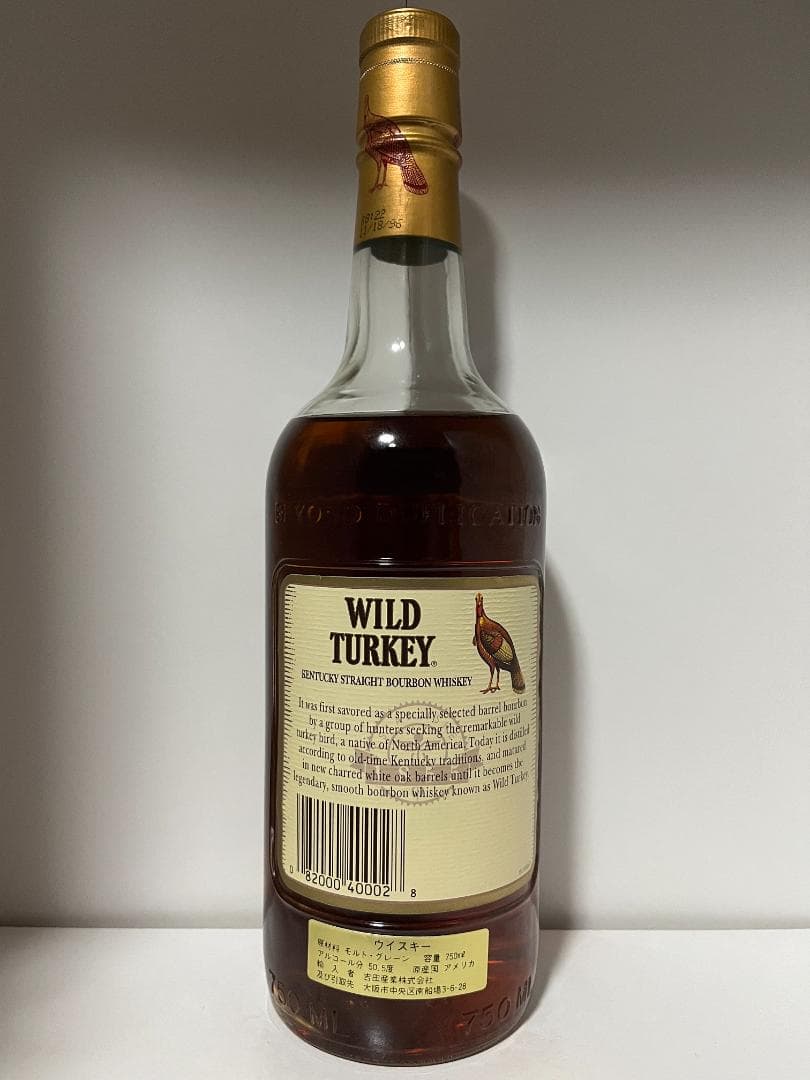 11/18/96
WILD
TURKEY®
KENTUCKY STRAIGHT BOURBON WHISKEY
It was first savored as a specially selected barrel bourbon
by a group of hunters seeking the remarkable wild
turkey bird, a native of North America. Today it is distilled
according to old-time Kentucky traditions, and matured
in new charred white oak barrels until it becomes the
legendary, smooth bourbon whiskey known as Wild Turkey.
0 82000 40002 8
ウイスキー
原材料 モルト・グレーン 容量 750ml
アルコール分 50.5度 原産国 アメリカ
輸入者 吉田産業株式会社
及び引取先 大阪市中央区南船場3-6-28
750 ML 750 ML